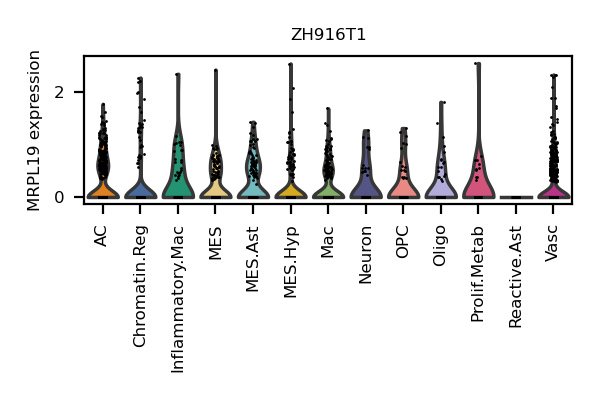 ZH916T1
MRPL19 expression
2
0
AC
Chromatin.Reg
Inflammatory.Mac
MES
MES.Ast
MES.Hyp
Mac
Neuron
OPC
Oligo
Prolif.Metab
Reactive.Ast
Vasc